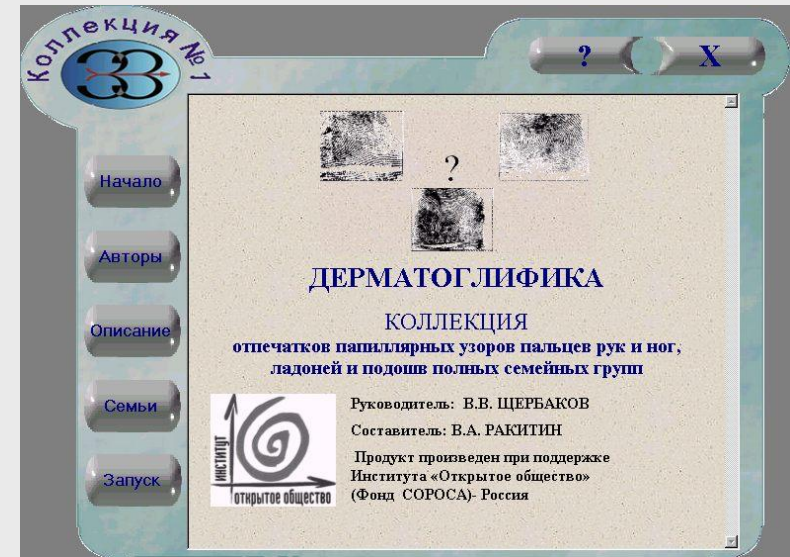 Коллекция № 1
? X
Начало
Авторы
Описание
Семьи
Запуск
?
ДЕРМАТОГЛИФИКА
КОЛЛЕКЦИЯ
отпечатков папиллярных узоров пальцев рук и ног,
ладоней и подошв полных семейных групп
институт
открытое общество
Руководитель: В.В. ЩЕРБАКОВ
Составитель: В.А. РАКИТИН
Продукт произведен при поддержке
Института «Открытое общество»
(Фонд СОРОСА)- Россия